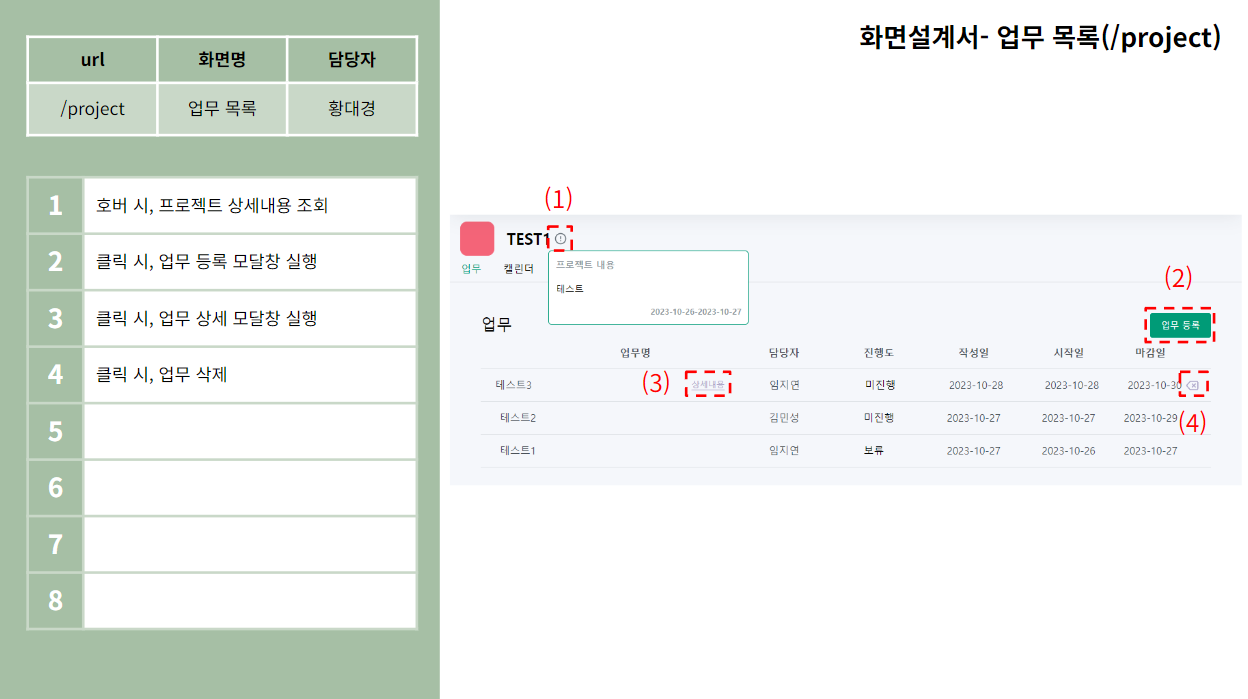 화면설계서- 업무 목록(/project)
url 화면명 담당자
/project 업무 목록 황대경
1 호버 시, 프로젝트 상세내용 조회
2 클릭 시, 업무 등록 모달창 실행
3 클릭 시, 업무 상세 모달창 실행
4 클릭 시, 업무 삭제
5
6
7
8
(1)
TEST1
업무 캘린더
프로젝트 내용
테스트
2023-10-26-2023-10-27
(2)
업무
업무 등록
업무명 담당자 진행도 작성일 시작일 마감일
테스트3 (3) 상세내용 임지연 미진행 2023-10-28 2023-10-28 2023-10-30
(4)
테스트2 김민성 미진행 2023-10-27 2023-10-27 2023-10-29
테스트1 임지연 보류 2023-10-27 2023-10-26 2023-10-27